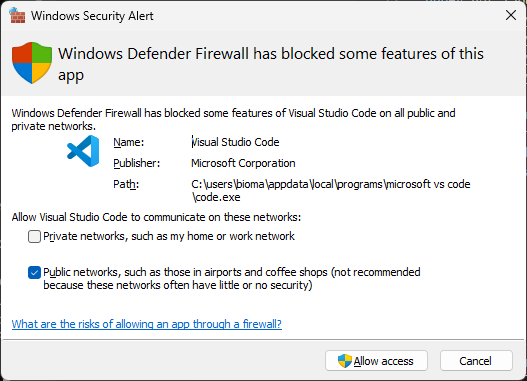 Windows Security Alert
Windows Defender Firewall has blocked some features of this
app
Windows Defender Firewall has blocked some features of Visual Studio Code on all public and
private networks.
Name: Visual Studio Code
Publisher: Microsoft Corporation
Path: C:\users\bioma\appdata\local\programs\microsoft vs code
\code.exe
Allow Visual Studio Code to communicate on these networks:
Private networks, such as my home or work network
Public networks, such as those in airports and coffee shops (not recommended
because these networks often have little or no security)
What are the risks of allowing an app through a firewall?
Allow access Cancel